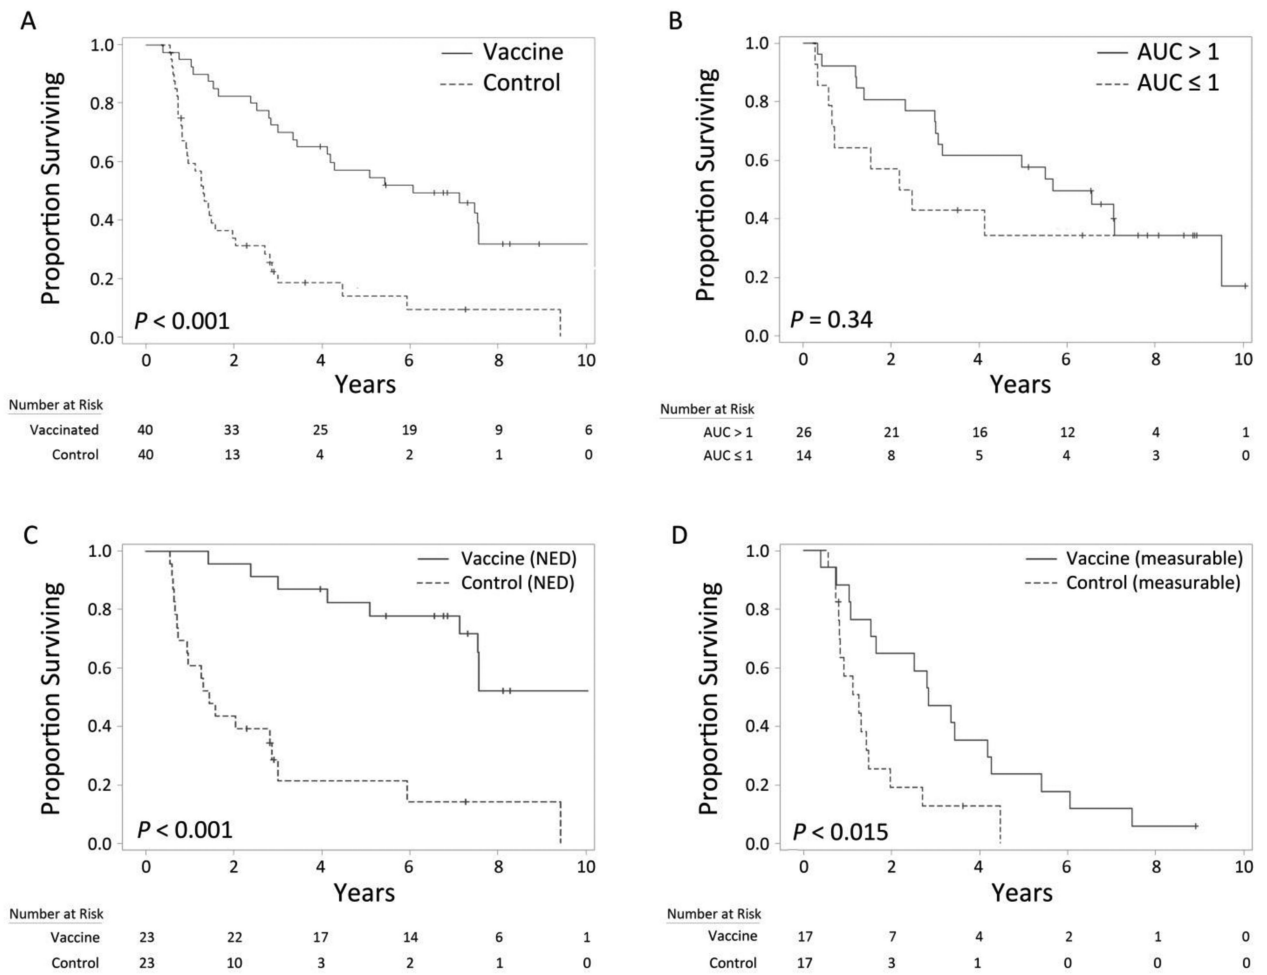 A
Vaccine
Control
Proportion Surviving
1.0
0.8
0.6
0.4
0.2
0.0
P < 0.001
0 2 4 6 8 10
Years
Number at Risk
Vaccinated 40 33 25 19 9 6
Control 40 13 4 2 1 0
B
AUC > 1
AUC ≤ 1
Proportion Surviving
1.0
0.8
0.6
0.4
0.2
0.0
P = 0.34
0 2 4 6 8 10
Years
Number at Risk
AUC > 1 26 21 16 12 4 1
AUC ≤ 1 14 8 5 4 3 0
C
Vaccine (NED)
Control (NED)
Proportion Surviving
1.0
0.8
0.6
0.4
0.2
0.0
P < 0.001
0 2 4 6 8 10
Years
Number at Risk
Vaccine 23 22 17 14 6 1
Control 23 10 3 2 1 0
D
Vaccine (measurable)
Control (measurable)
Proportion Surviving
1.0
0.8
0.6
0.4
0.2
0.0
P < 0.015
0 2 4 6 8 10
Years
Number at Risk
Vaccine 17 7 4 2 1 0
Control 17 3 1 0 0 0